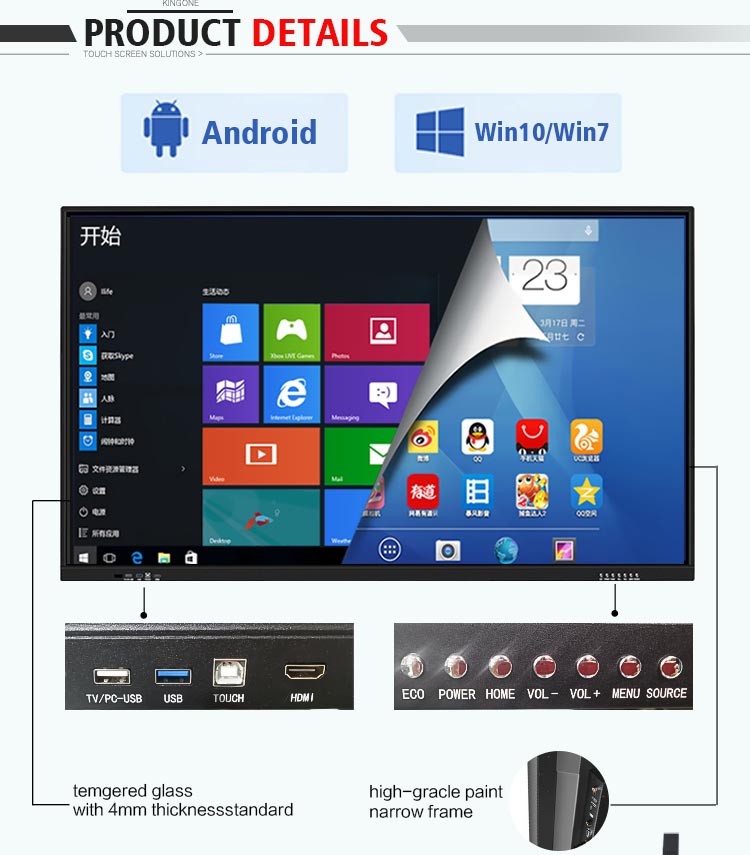 KINGONE
PRODUCT DETAILS
TOUCH SCREEN SOLUTIONS >
Android
Win10/Win7
开始
life
生活动态
最常用
入门
获取Skype
地图
人脉
计算器
闹钟和时钟
文件资源管理器
设置
电源
所有应用
Store
Xbox LIVE Games
Photos
Maps
Internet Explorer
Messaging
Video
Mail
Desktop
Weathe
23
3月17日 周二
廿七
微博
QQ
手机天猫
UC浏览器
有道
网易有道词
暴风影音
捕鱼达人2
QQ空间
TV/PC-USB USB TOUCH HDMI
ECO POWER HOME VOL- VOL+ MENU SOURCE
temgered glass
with 4mm thicknessstandard
high-gracle paint
narrow frame